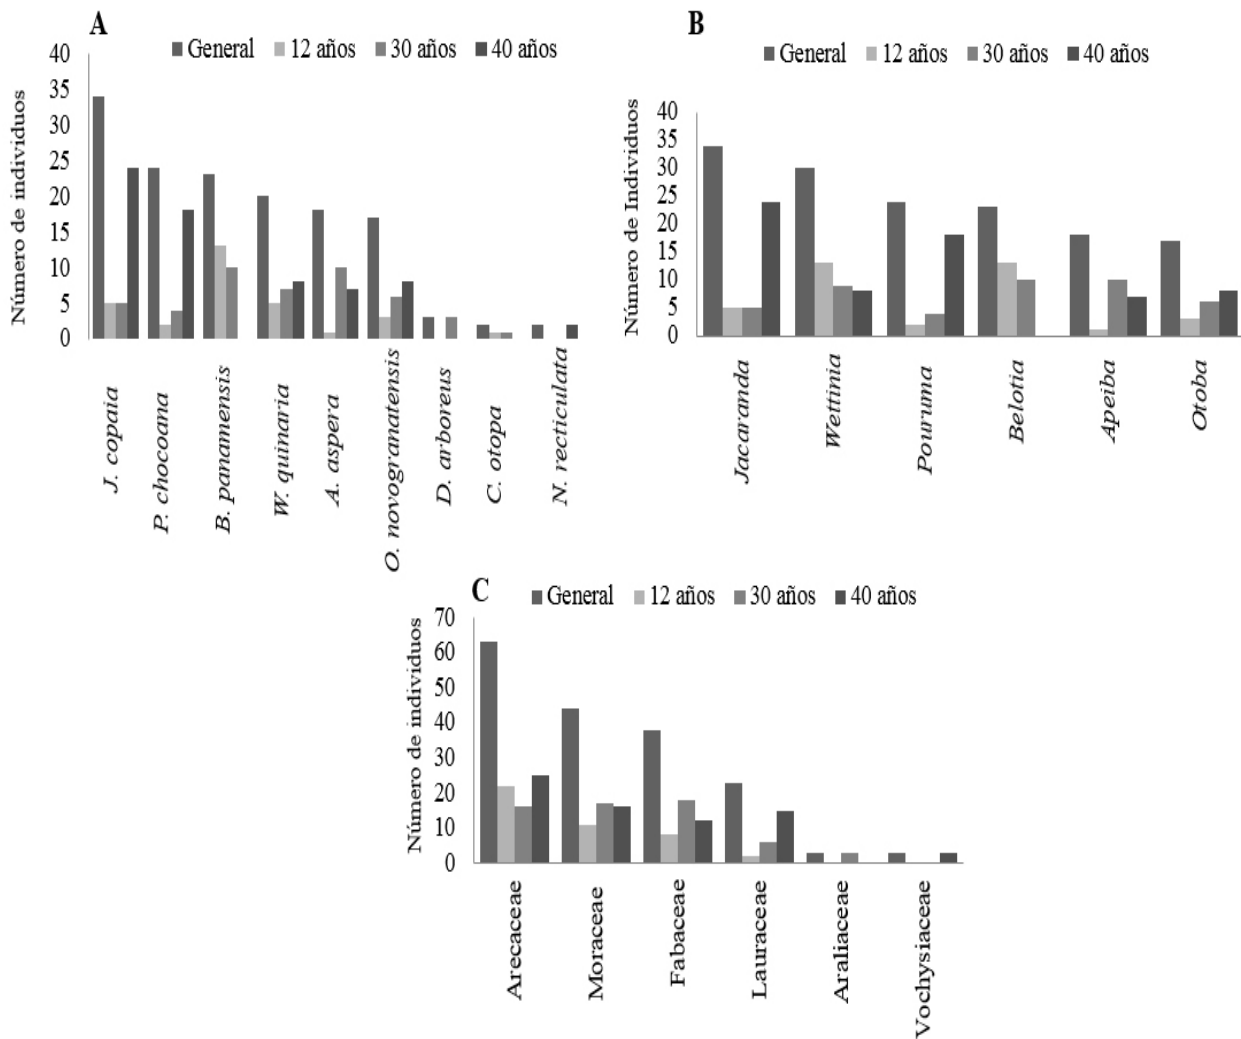 A
General 12 años 30 años 40 años
Número de individuos
40
35
30
25
20
15
10
5
0
J. copaia
P. chocoana
B. panamensis
W. quinaria
A. aspera
O. novogranatensis
D. arboreus
C. otopa
N. recticulata
B
General 12 años 30 años 40 años
Número de Individuos
40
35
30
25
20
15
10
5
0
Jacaranda
Wettinia
Pouruma
Belotia
Apeiba
Otoba
C
General 12 años 30 años 40 años
Número de individuos
70
60
50
40
30
20
10
0
Arecaceae
Moraceae
Fabaceae
Lauraceae
Araliaceae
Vochysiaceae